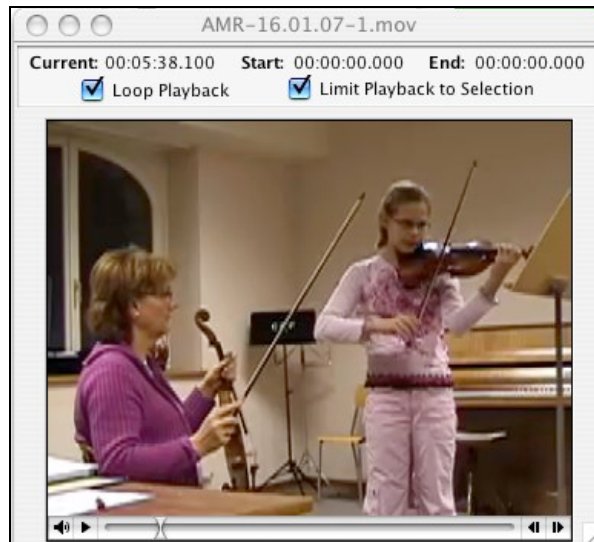 AMR-16.01.07-1.mov
Current: 00:05:38.100 Start: 00:00:00.000 End: 00:00:00.000
Loop Playback Limit Playback to Selection